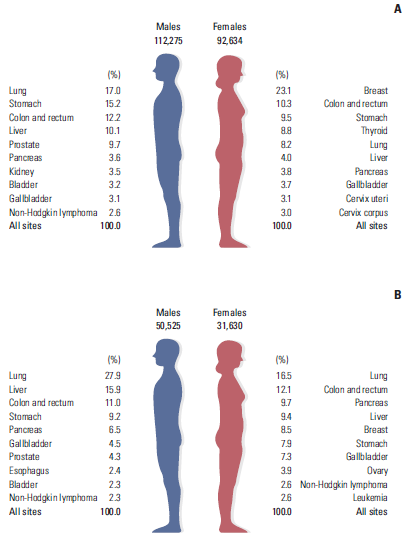 A
Males
112,275
Females
92,634
(%)
(%)
Lung 17.0
Stomach 15.2
Colon and rectum 12.2
Liver 10.1
Prostate 9.7
Pancreas 3.6
Kidney 3.5
Bladder 3.2
Gallbladder 3.1
Non-Hodgkin lymphoma 2.6
All sites 100.0
23.1 Breast
10.3 Colon and rectum
9.5 Stomach
8.8 Thyroid
8.2 Lung
4.0 Liver
3.8 Pancreas
3.7 Gallbladder
3.1 Cervix uteri
3.0 Cervix corpus
100.0 All sites
B
Males
50,525
Females
31,630
(%)
(%)
Lung 27.9
Liver 15.9
Colon and rectum 11.0
Stomach 9.2
Pancreas 6.5
Gallbladder 4.5
Prostate 4.3
Esophagus 2.4
Bladder 2.3
Non-Hodgkin lymphoma 2.3
All sites 100.0
16.5 Lung
12.1 Colon and rectum
9.7 Pancreas
9.4 Liver
8.5 Breast
7.9 Stomach
7.3 Gallbladder
3.9 Ovary
2.6 Non-Hodgkin lymphoma
2.6 Leukemia
100.0 All sites